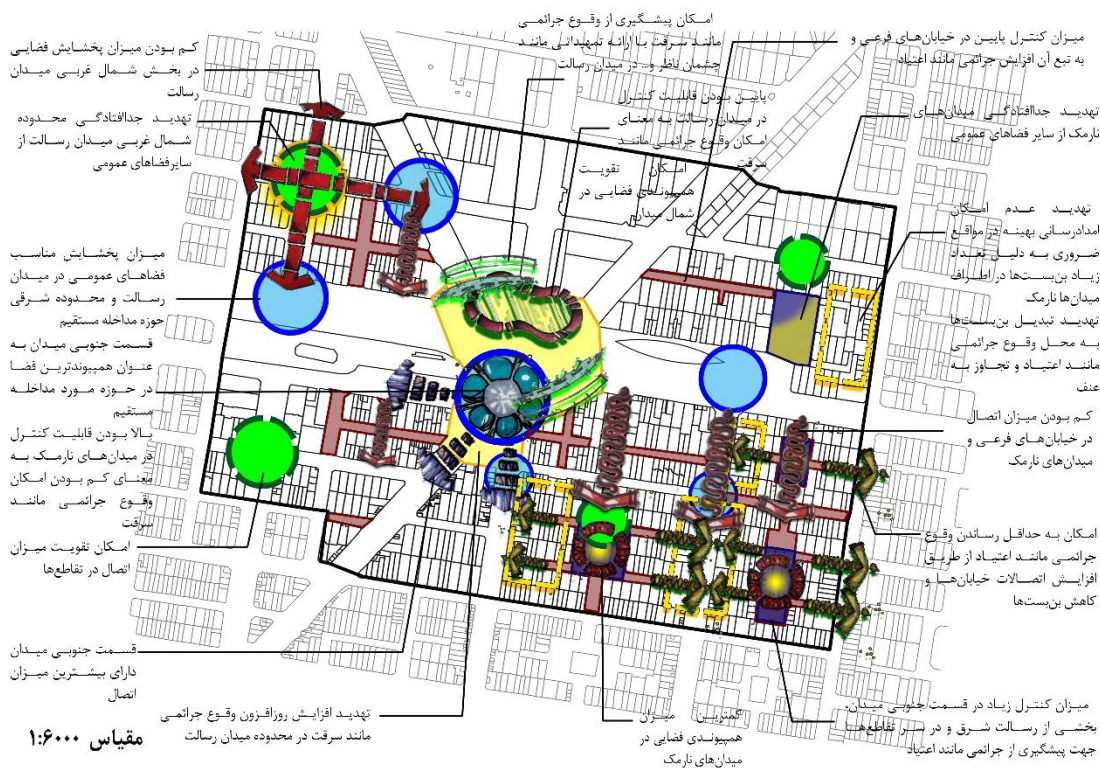 امکان پیشگیری از وقوع جرائمی
مانند سرقت با ارائه تمهیداتی مانند
چشمان ناظر و.. در میدان رسالت
پایین بودن قابلیت کنترل
در میدان رسالت به معنای
امکان وقوع جرائمی مانند
سرقت
امکان تقویت
همپیوندی فضایی در
شمال میدان
میزان کنترل پایین در خیابان‌های فرعی و
به تبع آن افزایش جرائمی مانند اعتیاد
تهدید جداافتادگی میدان‌های
نارمک از سایر فضاهای عمومی
تهدید عدم امکان
امدادرسانی بهینه در مواقع
ضروری به دلیل تعداد
زیاد بن‌بست‌ها در اطراف
میدان‌ها نارمک
تهدید تبدیل بن‌بست‌ها
به محل وقوع جرائمی
مانند اعتیاد و تجاوز به
عنف
کم بودن میزان اتصال
در خیابان‌های فرعی و
میدان‌های نارمک
امکان به حداقل رساندن وقوع
جرائمی مانند اعتیاد از طریق
افزایش اتصالات خیابان‌ها و
کاهش بن‌بست‌ها
میزان کنترل زیاد در قسمت جنوبی میدان،
بخشی از رسالت شرق و در سر تقاطع‌ها
جهت پیشگیری از جرائمی مانند اعتیاد
کم بودن میزان پخشایش فضایی
در بخش شمال غربی میدان
رسالت
تهدید جداافتادگی محدوده
شمال غربی میدان رسالت از
سایر فضاهای عمومی
میزان پخشایش مناسب
فضاهای عمومی در میدان
رسالت و محدوده شرقی
حوزه مداخله مستقیم
قسمت جنوبی میدان به
عنوان همپیوندترین فضا
در حوزه مورد مداخله
مستقیم
بالا بودن قابلیت کنترل
در میدان‌های نارمک به
معنای کم بودن امکان
وقوع جرائمی مانند
سرقت
امکان تقویت میزان
اتصال در تقاطع‌ها
قسمت جنوبی میدان
دارای بیشترین میزان
اتصال
تهدید افزایش روزافزون وقوع جرائمی
مانند سرقت در محدوده میدان رسالت
کمترین میزان
همپیوندی فضایی در
میدان‌های نارمک
مقیاس ۱:۶۰۰۰